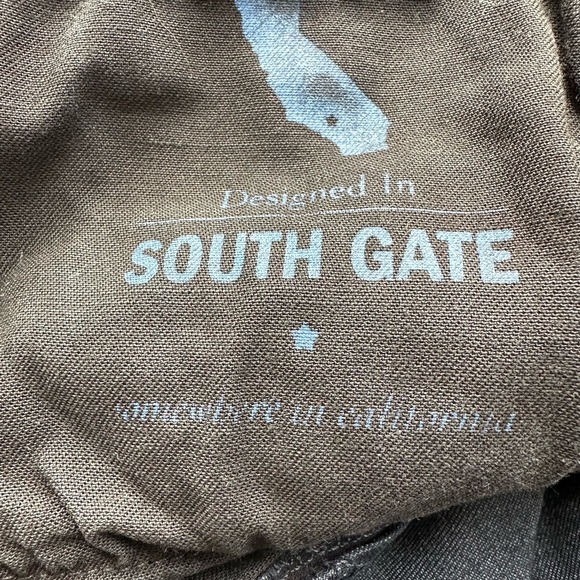 Designed in
SOUTH GATE
somewhere in california